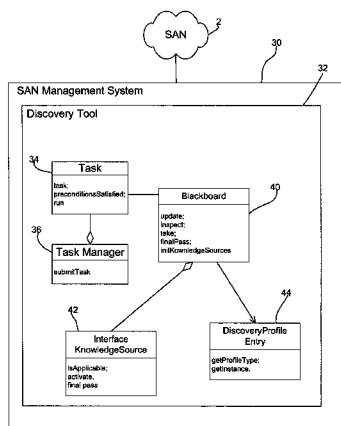 SAN
2
30
32
SAN Management System
Discovery Tool
34
Task
task;
preconditionsSatisfied;
run
Blackboard
40
update;
Inspect;
take;
finalPass;
initKowniedgeSources
36
Task Manager
submitTask
42
Interface
KnowledgeSource
IsApplicable;
activate,
final pass
44
DiscoveryProfile
Entry
getProfileType;
getInstance.